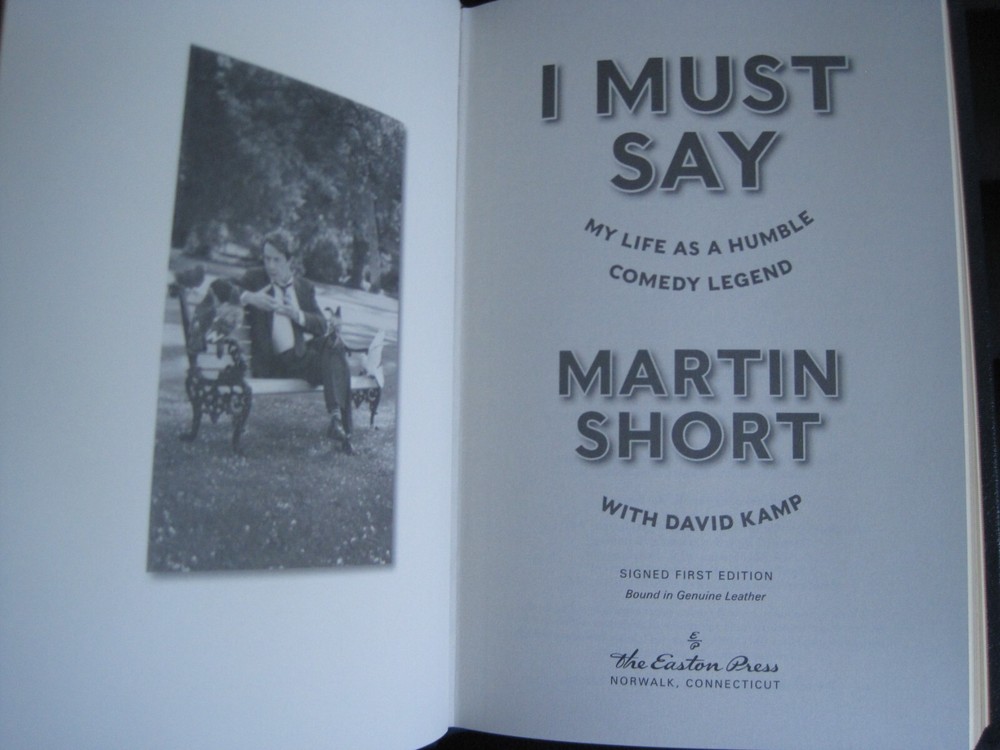 I MUST
SAY
MY LIFE AS A HUMBLE
COMEDY LEGEND
MARTIN
SHORT
WITH DAVID KAMP
SIGNED FIRST EDITION
Bound in Genuine Leather
E
P
The Easton Press
NORWALK, CONNECTICUT